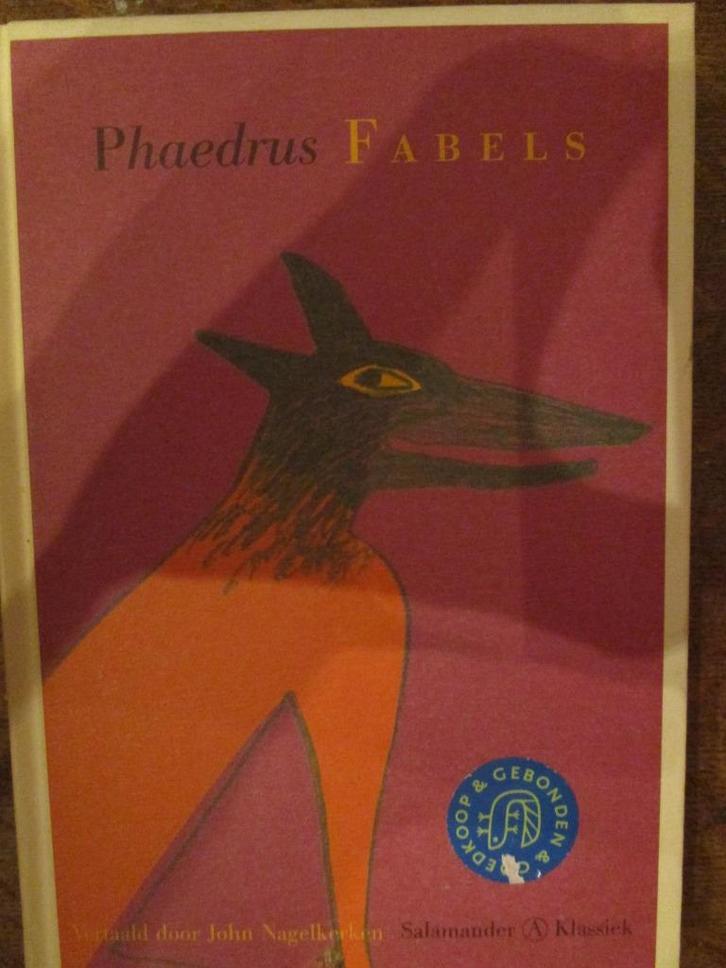 Phaedrus FABELS
GOEDKOOP & GEBONDEN &
Vertaald door John Nagelkerken Salamander A Klassiek